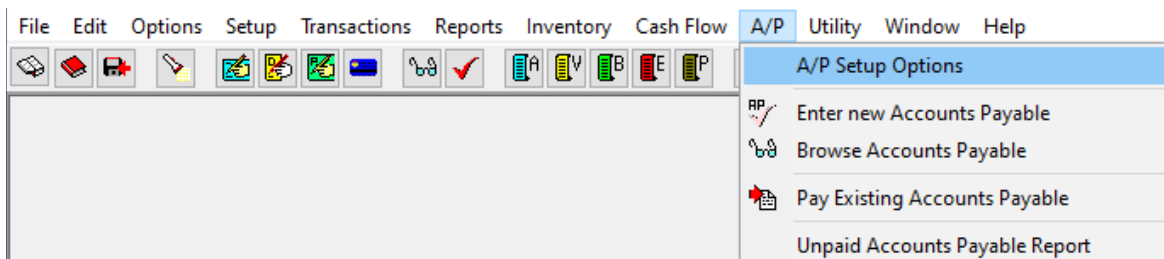 File Edit Options Setup Transactions Reports Inventory Cash Flow A/P Utility Window Help
A V B E P
A/P Setup Options
AP Enter new Accounts Payable
Browse Accounts Payable
Pay Existing Accounts Payable
Unpaid Accounts Payable Report